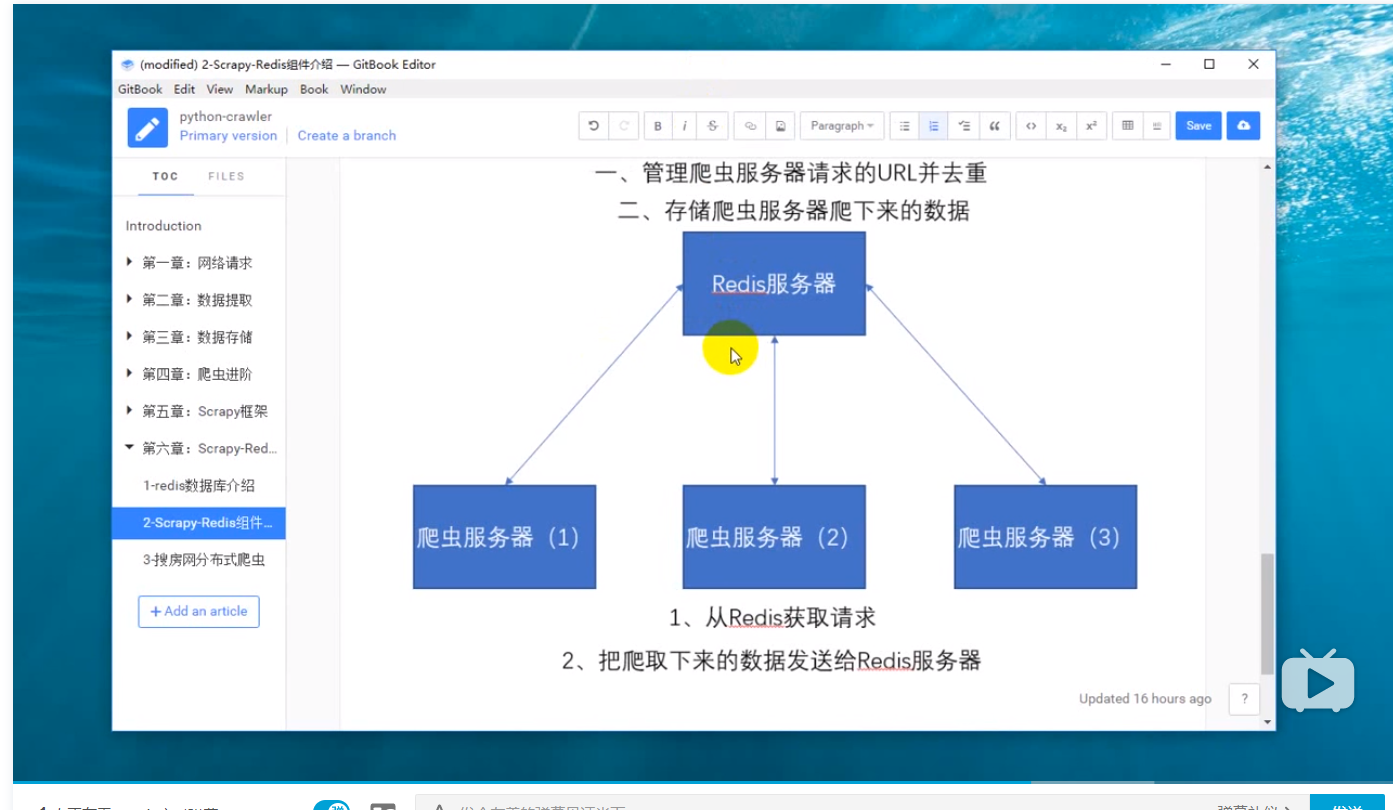 (modified) 2-Scrapy-Redis组件介绍 — GitBook Editor
GitBook Edit View Markup Book Window
python-crawler
Primary version Create a branch
B i S Paragraph “ <> x₂ x² Save
TOC FILES
Introduction
第一章：网络请求
第二章：数据提取
第三章：数据存储
第四章：爬虫进阶
第五章：Scrapy框架
第六章：Scrapy-Red...
1-redis数据库介绍
2-Scrapy-Redis组件...
3-搜房网分布式爬虫
+ Add an article
一、管理爬虫服务器请求的URL并去重
二、存储爬虫服务器爬下来的数据
Redis服务器
爬虫服务器（1）
爬虫服务器（2）
爬虫服务器（3）
1、从Redis获取请求
2、把爬取下来的数据发送给Redis服务器
Updated 16 hours ago ?